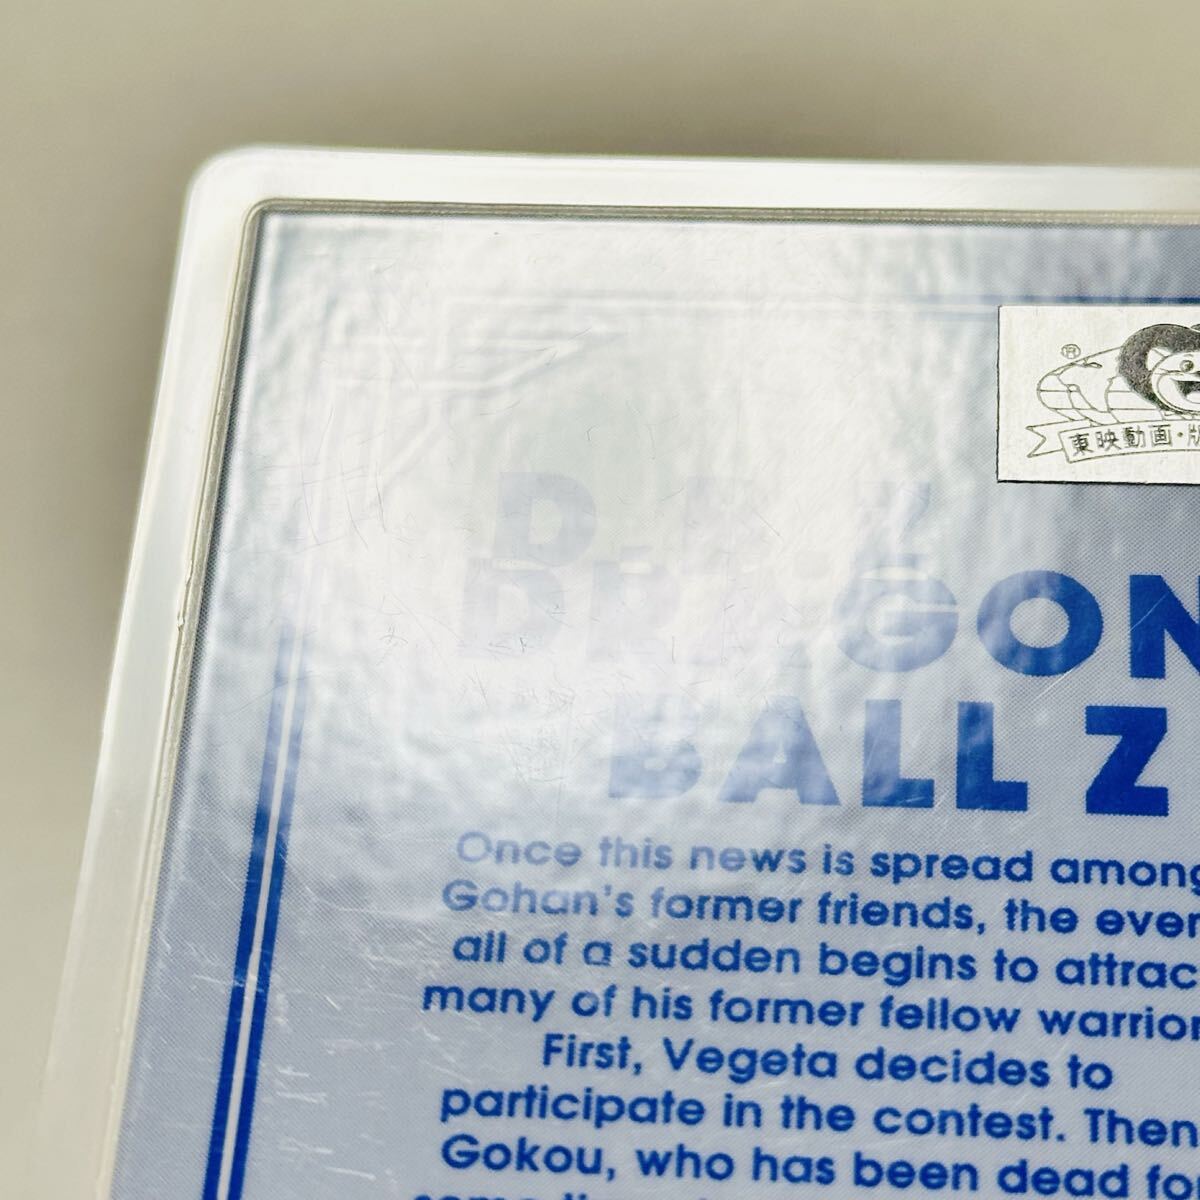 ®
東映動画・版
D.B.Z
DRAGON
BALL Z
Once this news is spread among
Gohan's former friends, the even
all of a sudden begins to attrac
many of his former fellow warrior
First, Vegeta decides to
participate in the contest. Then
Gokou, who has been dead fo